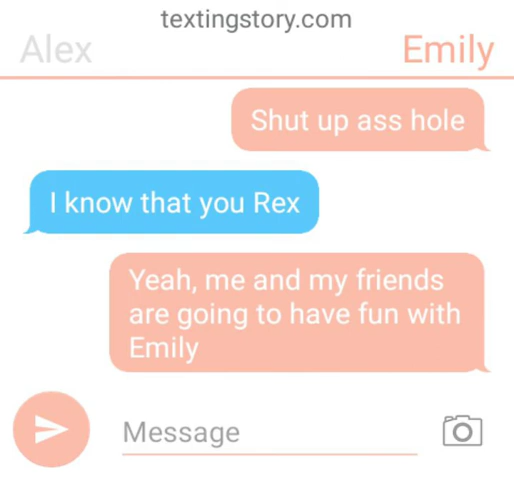 textingstory.com
Alex
Emily
Shut up ass hole
I know that you Rex
Yeah, me and my friends
are going to have fun with
Emily
Message